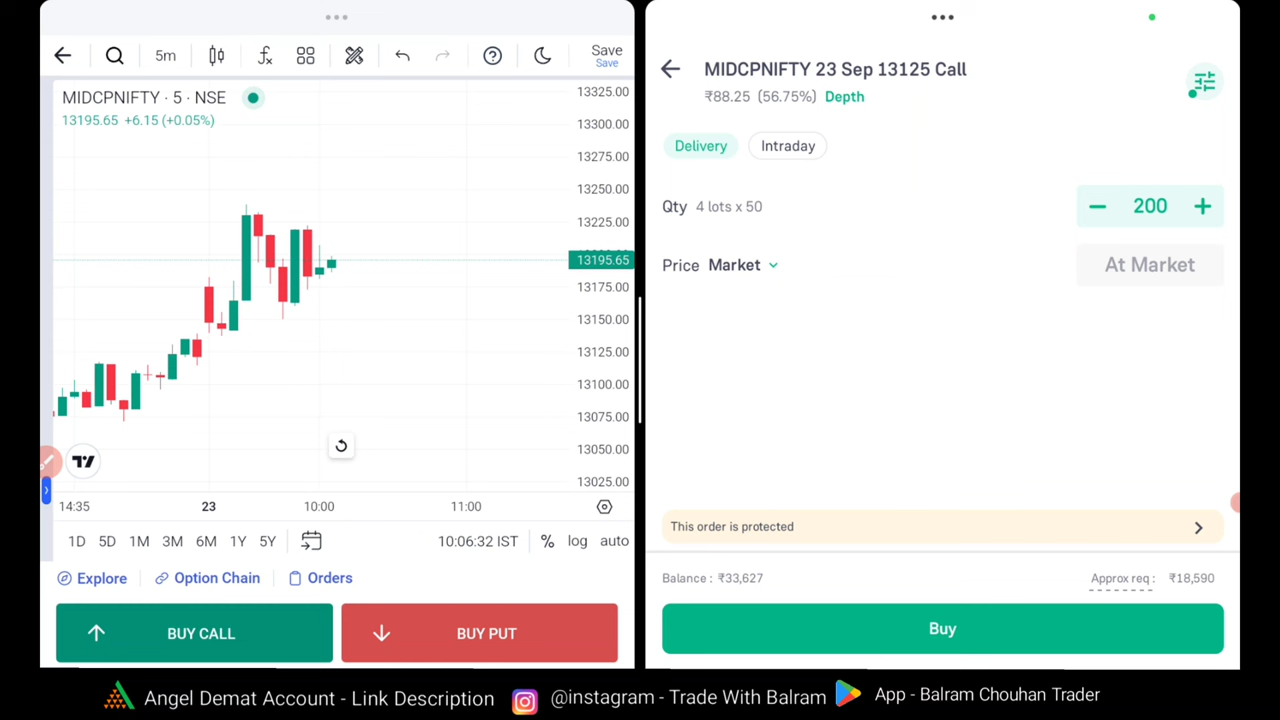 5m
Save
Save
MIDCPNIFTY · 5 · NSE
13195.65 +6.15 (+0.05%)
13325.00
13300.00
13275.00
13250.00
13225.00
13195.65
13175.00
13150.00
13125.00
13100.00
13075.00
13050.00
13025.00
14:35 23 10:00 11:00
1D 5D 1M 3M 6M 1Y 5Y 10:06:32 IST % log auto
Explore Option Chain Orders
BUY CALL BUY PUT
MIDCPNIFTY 23 Sep 13125 Call
₹88.25 (56.75%) Depth
Delivery Intraday
Qty 4 lots x 50 − 200 +
Price Market At Market
This order is protected
Balance : ₹33,627 Approx req : ₹18,590
Buy
Angel Demat Account - Link Description @instagram - Trade With Balram App - Balram Chouhan Trader